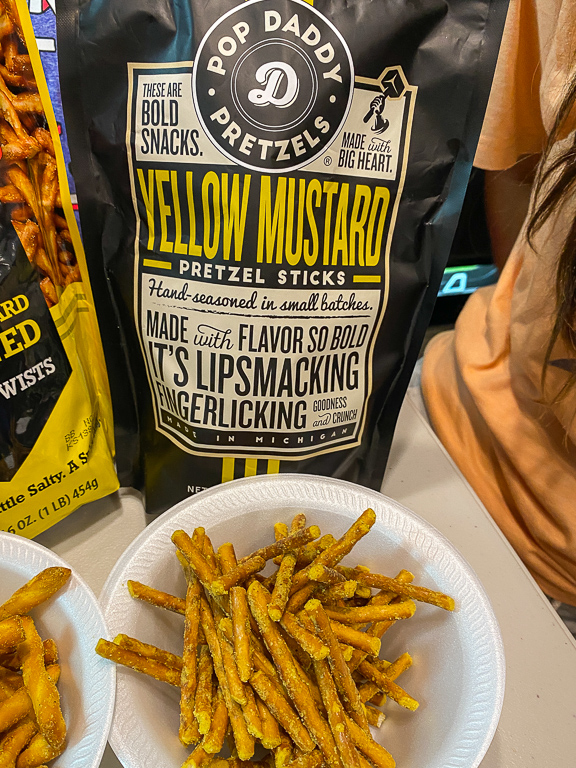 POP DADDY
D
PRETZELS
®
THESE ARE
BOLD
SNACKS.
MADE with
BIG HEART.
YELLOW MUSTARD
PRETZEL STICKS
Hand-seasoned in small batches.
MADE with FLAVOR SO BOLD
IT'S LIPSMACKING
FINGERLICKING
GOODNESS
and CRUNCH
MADE IN MICHIGAN
NET
ARD
ED
WISTS
ttle Salty. A S
6 OZ. (1 LB) 454g